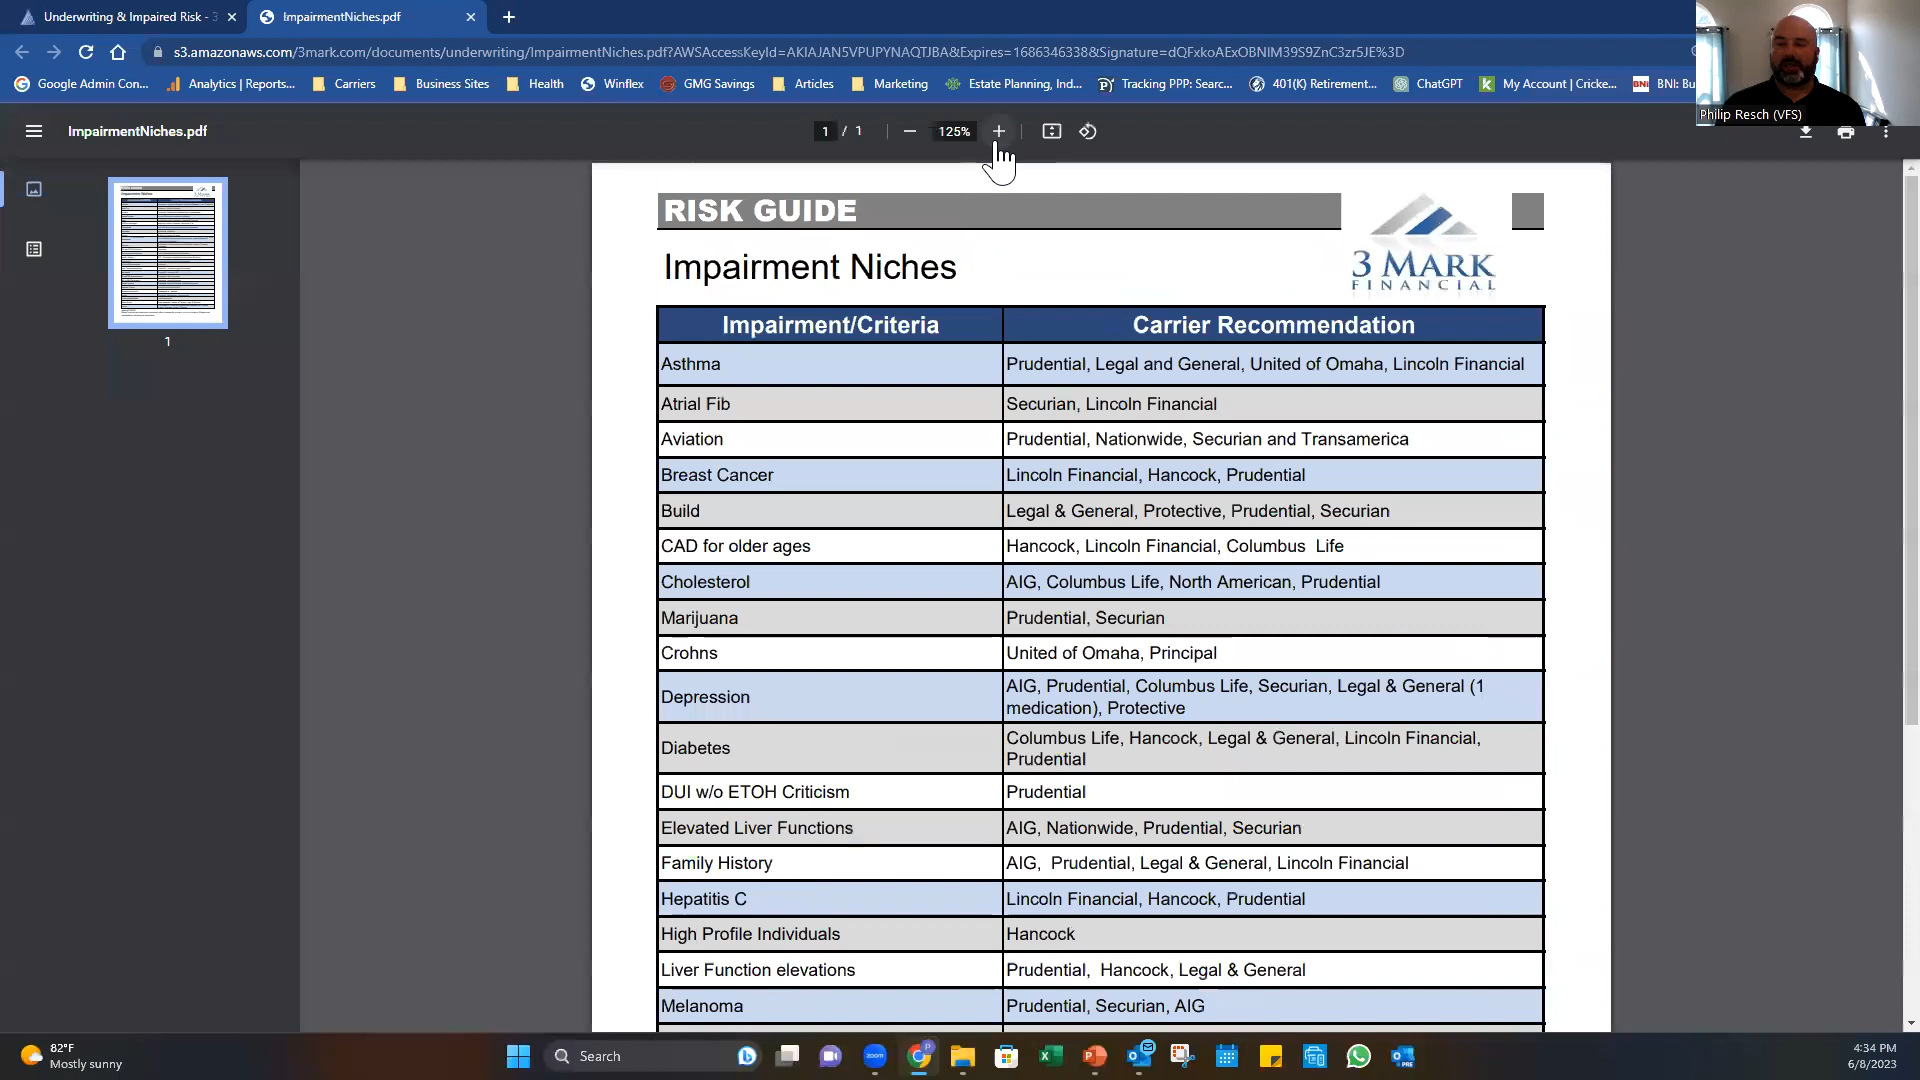 Underwriting & Impaired Risk - 3
ImpairmentNiches.pdf
s3.amazonaws.com/3mark.com/documents/underwriting/ImpairmentNiches.pdf?AWSAccessKeyId=AKIAJAN5VPUPYNAQTJBA&Expires=1686346338&Signature=dQFxkoAExOBNIM39S9ZnC3zr5JE%3D
Google Admin Con...
Analytics | Reports...
Carriers
Business Sites
Health
Winflex
GMG Savings
Articles
Marketing
Estate Planning, Ind...
Tracking PPP: Searc...
401(K) Retirement...
ChatGPT
My Account | Cricke...
BNI: Bu
Philip Resch (VFS)
ImpairmentNiches.pdf
1 / 1
125%
1
RISK GUIDE
3 MARK
FINANCIAL
Impairment Niches
Impairment/Criteria Carrier Recommendation
Asthma Prudential, Legal and General, United of Omaha, Lincoln Financial
Atrial Fib Securian, Lincoln Financial
Aviation Prudential, Nationwide, Securian and Transamerica
Breast Cancer Lincoln Financial, Hancock, Prudential
Build Legal & General, Protective, Prudential, Securian
CAD for older ages Hancock, Lincoln Financial, Columbus Life
Cholesterol AIG, Columbus Life, North American, Prudential
Marijuana Prudential, Securian
Crohns United of Omaha, Principal
Depression AIG, Prudential, Columbus Life, Securian, Legal & General (1
medication), Protective
Diabetes Columbus Life, Hancock, Legal & General, Lincoln Financial,
Prudential
DUI w/o ETOH Criticism Prudential
Elevated Liver Functions AIG, Nationwide, Prudential, Securian
Family History AIG, Prudential, Legal & General, Lincoln Financial
Hepatitis C Lincoln Financial, Hancock, Prudential
High Profile Individuals Hancock
Liver Function elevations Prudential, Hancock, Legal & General
Melanoma Prudential, Securian, AIG
82°F
Mostly sunny
Search
zoom
4:34 PM
6/8/2023